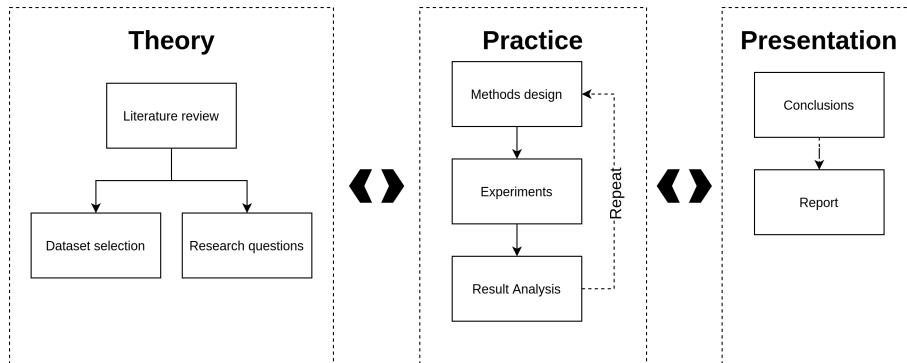 Theory
Literature review
Dataset selection
Research questions
Practice
Methods design
Experiments
Result Analysis
Repeat
Presentation
Conclusions
Report